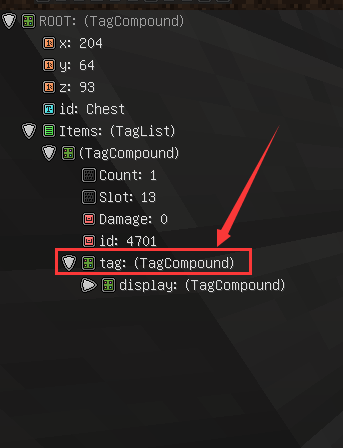 ROOT: (TagCompound)
x: 204
y: 64
z: 93
id: Chest
Items: (TagList)
(TagCompound)
Count: 1
Slot: 13
Damage: 0
id: 4701
tag: (TagCompound)
display: (TagCompound)